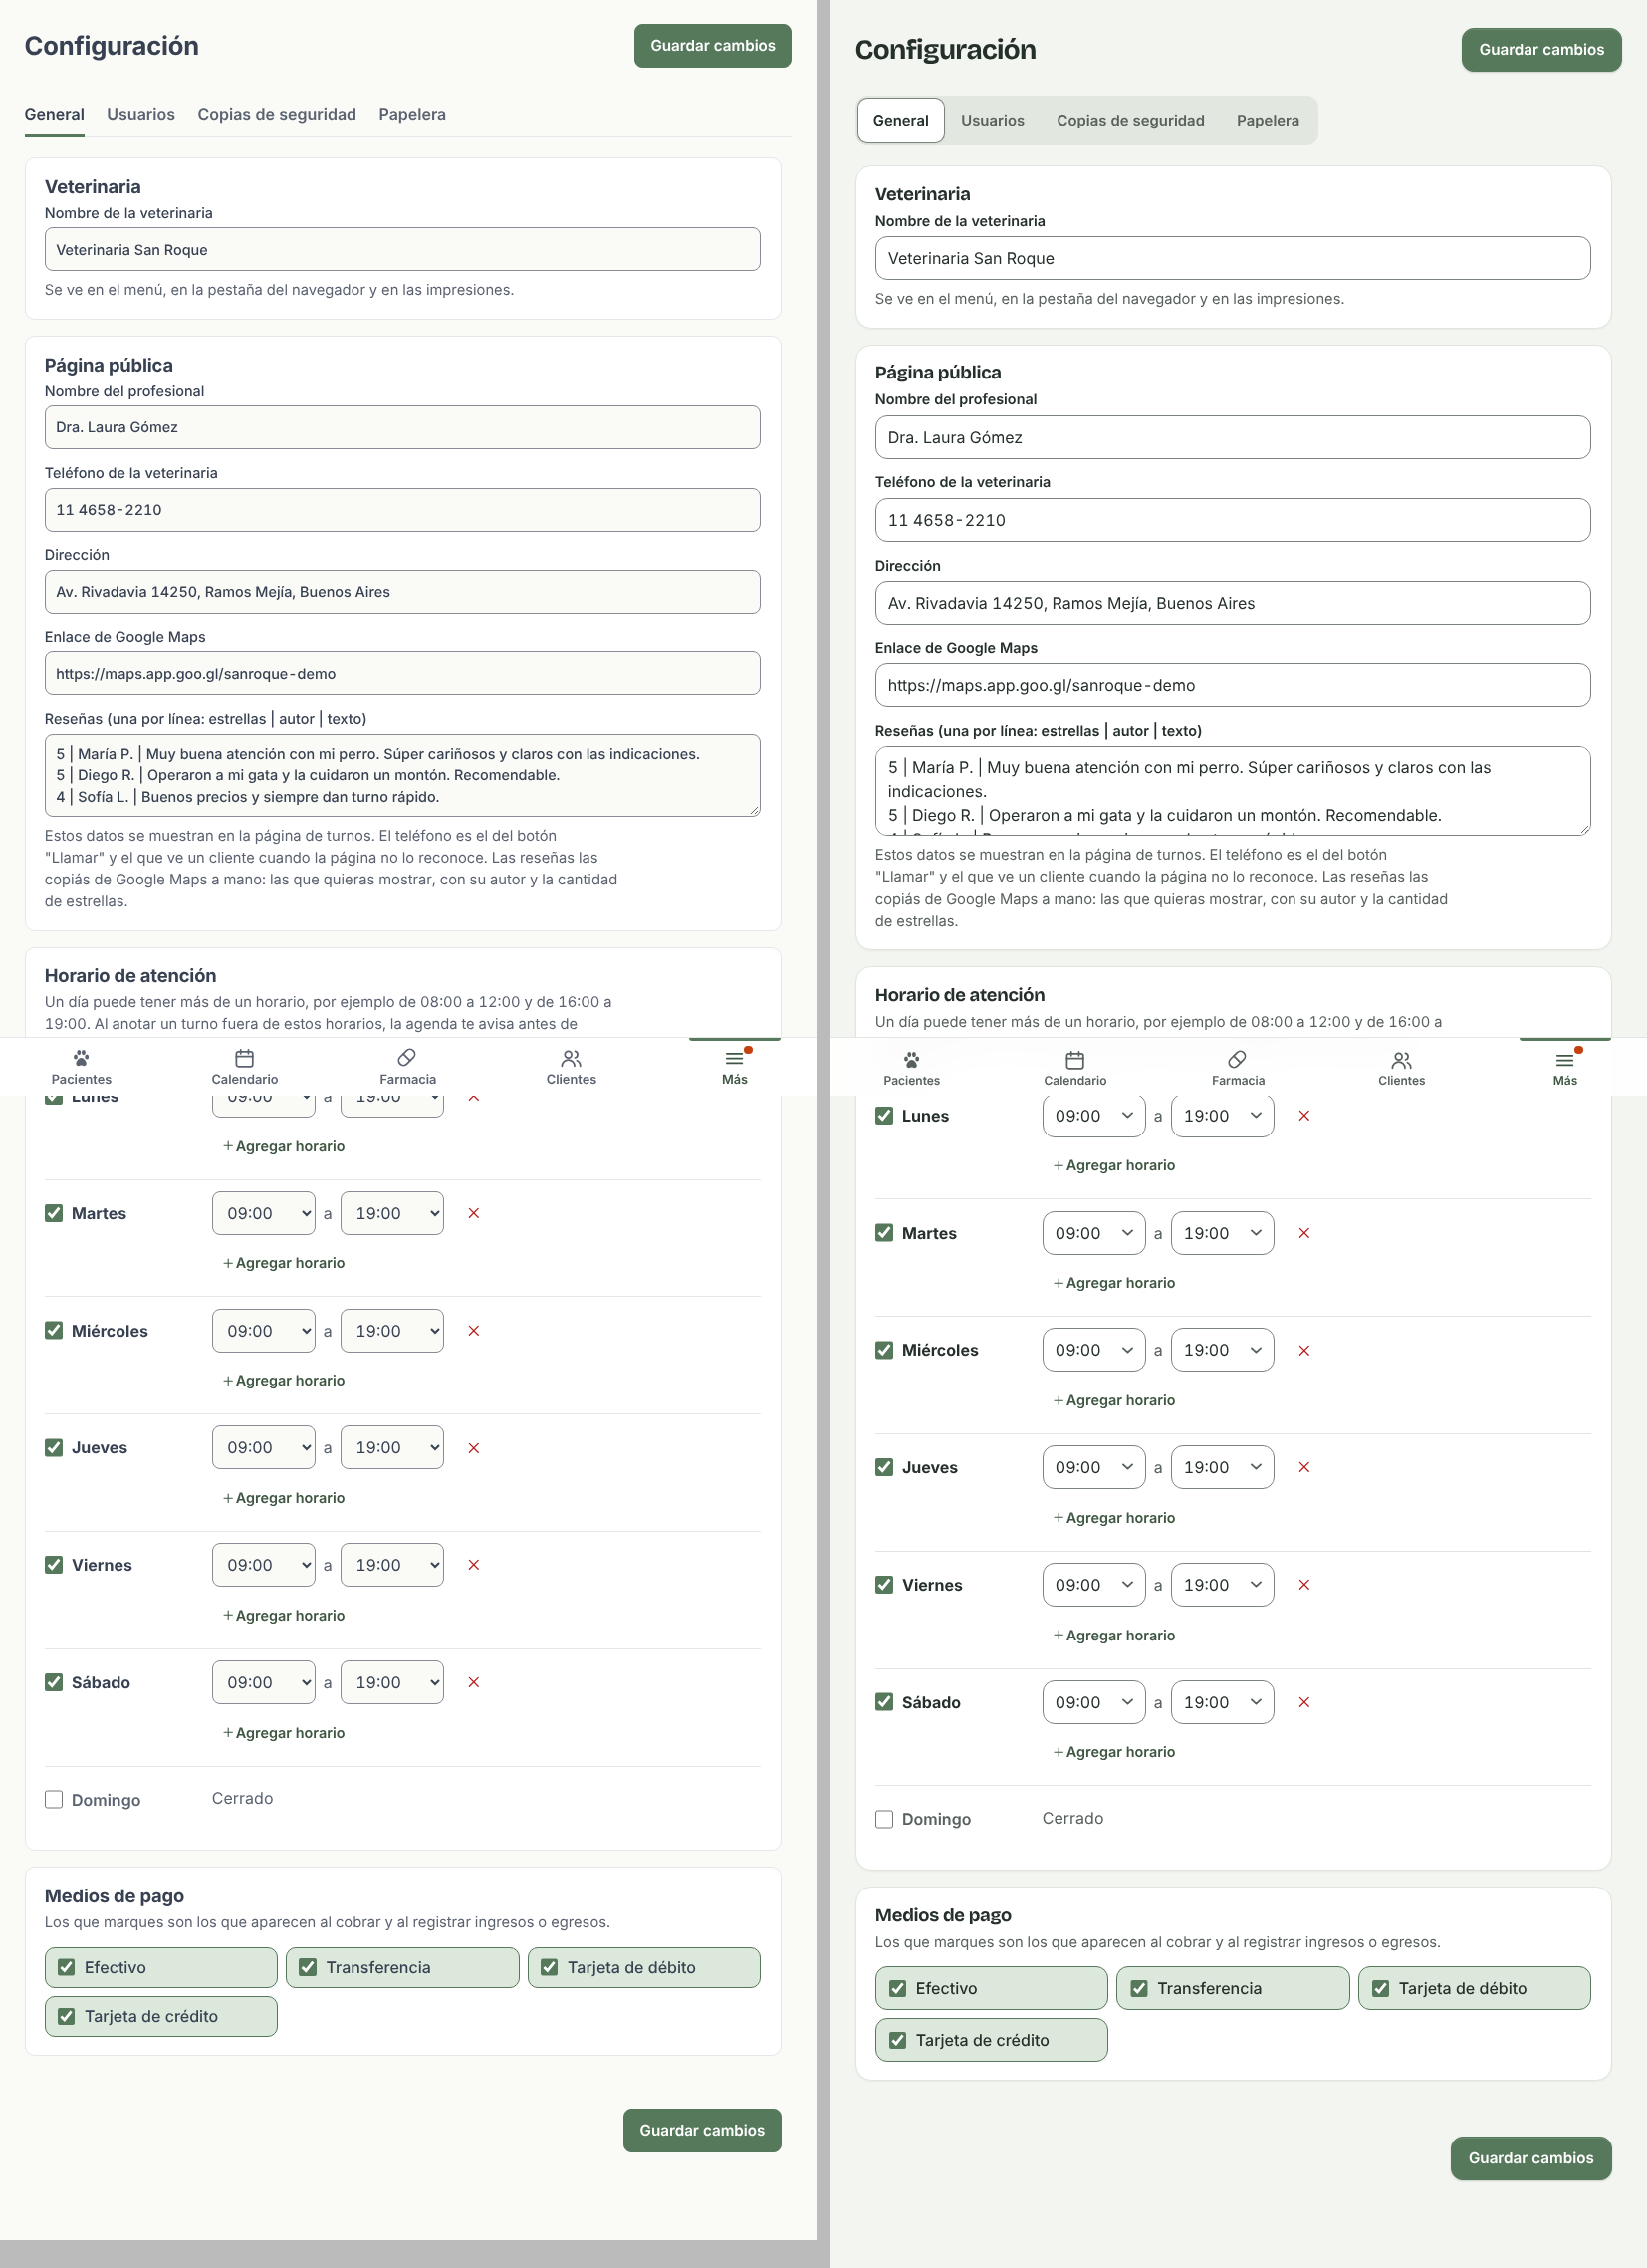 Configuración
Guardar cambios
General
Usuarios
Copias de seguridad
Papelera
Veterinaria
Nombre de la veterinaria
Veterinaria San Roque
Se ve en el menú, en la pestaña del navegador y en las impresiones.
Página pública
Nombre del profesional
Dra. Laura Gómez
Teléfono de la veterinaria
11 4658-2210
Dirección
Av. Rivadavia 14250, Ramos Mejía, Buenos Aires
Enlace de Google Maps
https://maps.app.goo.gl/sanroque-demo
Reseñas (una por línea: estrellas | autor | texto)
5 | María P. | Muy buena atención con mi perro. Súper cariñosos y claros con las indicaciones.
5 | Diego R. | Operaron a mi gata y la cuidaron un montón. Recomendable.
4 | Sofía L. | Buenos precios y siempre dan turno rápido.
Estos datos se muestran en la página de turnos. El teléfono es el del botón
"Llamar" y el que ve un cliente cuando la página no lo reconoce. Las reseñas las
copiás de Google Maps a mano: las que quieras mostrar, con su autor y la cantidad
de estrellas.
Horario de atención
Un día puede tener más de un horario, por ejemplo de 08:00 a 12:00 y de 16:00 a
19:00. Al anotar un turno fuera de estos horarios, la agenda te avisa antes de
Pacientes
Calendario
Farmacia
Clientes
Más
Lunes 09:00 a 19:00
+ Agregar horario
Martes 09:00 a 19:00
+ Agregar horario
Miércoles 09:00 a 19:00
+ Agregar horario
Jueves 09:00 a 19:00
+ Agregar horario
Viernes 09:00 a 19:00
+ Agregar horario
Sábado 09:00 a 19:00
+ Agregar horario
Domingo Cerrado
Medios de pago
Los que marques son los que aparecen al cobrar y al registrar ingresos o egresos.
Efectivo
Transferencia
Tarjeta de débito
Tarjeta de crédito
Guardar cambios
Configuración
Guardar cambios
General
Usuarios
Copias de seguridad
Papelera
Veterinaria
Nombre de la veterinaria
Veterinaria San Roque
Se ve en el menú, en la pestaña del navegador y en las impresiones.
Página pública
Nombre del profesional
Dra. Laura Gómez
Teléfono de la veterinaria
11 4658-2210
Dirección
Av. Rivadavia 14250, Ramos Mejía, Buenos Aires
Enlace de Google Maps
https://maps.app.goo.gl/sanroque-demo
Reseñas (una por línea: estrellas | autor | texto)
5 | María P. | Muy buena atención con mi perro. Súper cariñosos y claros con las
indicaciones.
5 | Diego R. | Operaron a mi gata y la cuidaron un montón. Recomendable.
Estos datos se muestran en la página de turnos. El teléfono es el del botón
"Llamar" y el que ve un cliente cuando la página no lo reconoce. Las reseñas las
copiás de Google Maps a mano: las que quieras mostrar, con su autor y la cantidad
de estrellas.
Horario de atención
Un día puede tener más de un horario, por ejemplo de 08:00 a 12:00 y de 16:00 a
Pacientes
Calendario
Farmacia
Clientes
Más
Lunes 09:00 a 19:00
+ Agregar horario
Martes 09:00 a 19:00
+ Agregar horario
Miércoles 09:00 a 19:00
+ Agregar horario
Jueves 09:00 a 19:00
+ Agregar horario
Viernes 09:00 a 19:00
+ Agregar horario
Sábado 09:00 a 19:00
+ Agregar horario
Domingo Cerrado
Medios de pago
Los que marques son los que aparecen al cobrar y al registrar ingresos o egresos.
Efectivo
Transferencia
Tarjeta de débito
Tarjeta de crédito
Guardar cambios